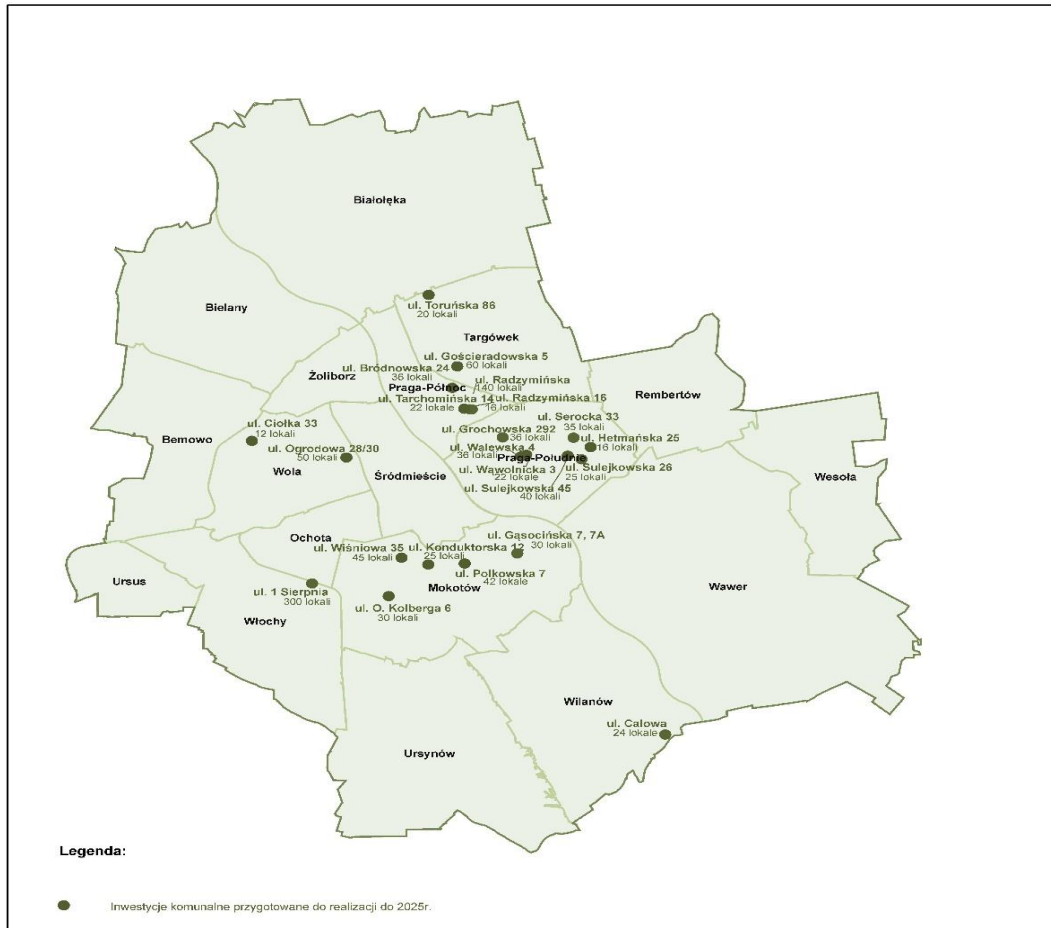 Białołęka
Bielany
ul. Toruńska 86
20 lokali
Targówek
ul. Gościeradowska 5
60 lokali
ul. Bródnowska 24
36 lokali
Żoliborz
ul. Radzymińska
140 lokali
Praga-Północ
ul. Tarchomińska 14
22 lokale
ul. Radzymińska 16
16 lokali
Rembertów
Bemowo
ul. Ciołka 33
12 lokali
ul. Ogrodowa 28/30
50 lokali
Wola
Śródmieście
ul. Grochowska 292
36 lokali
ul. Serocka 33
35 lokali
ul. Hetmańska 25
16 lokali
ul. Walewska 4
36 lokali
Praga-Południe
ul. Wąwolnicka 3
22 lokale
ul. Sulejkowska 26
25 lokali
ul. Sulejkowska 45
40 lokali
Wesoła
Ochota
ul. Wiśniowa 35
45 lokali
ul. Konduktorska 12
25 lokali
ul. Gąsocińska 7, 7A
30 lokali
ul. Polkowska 7
42 lokale
Mokotów
Ursus
ul. 1 Sierpnia
300 lokali
Włochy
ul. O. Kolberga 6
30 lokali
Wawer
Wilanów
ul. Calowa
24 lokale
Ursynów
Legenda:
Inwestycje komunalne przygotowane do realizacji do 2025r.